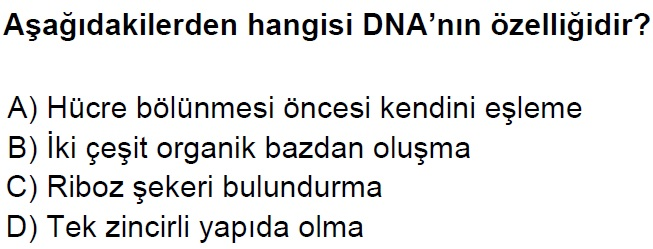 Aşağıdakilerden hangisi DNA’nın özelliğidir?
A) Hücre bölünmesi öncesi kendini eşleme
B) İki çeşit organik bazdan oluşma
C) Riboz şekeri bulundurma
D) Tek zincirli yapıda olma